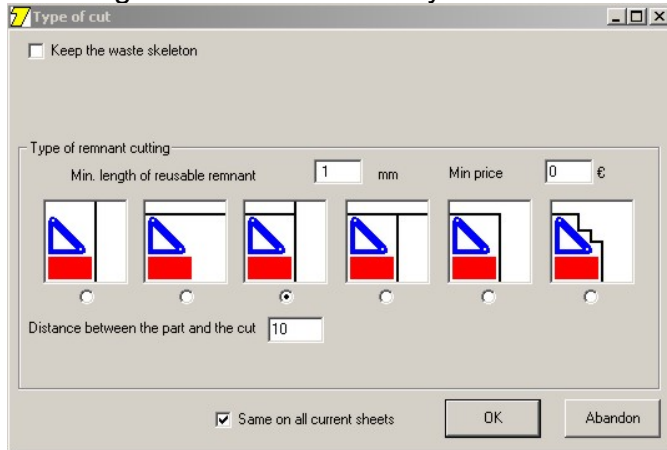 Type of cut
Keep the waste skeleton
Type of remnant cutting
Min. length of reusable remnant 1 mm Min price 0 €
Distance between the part and the cut 10
Same on all current sheets OK Abandon